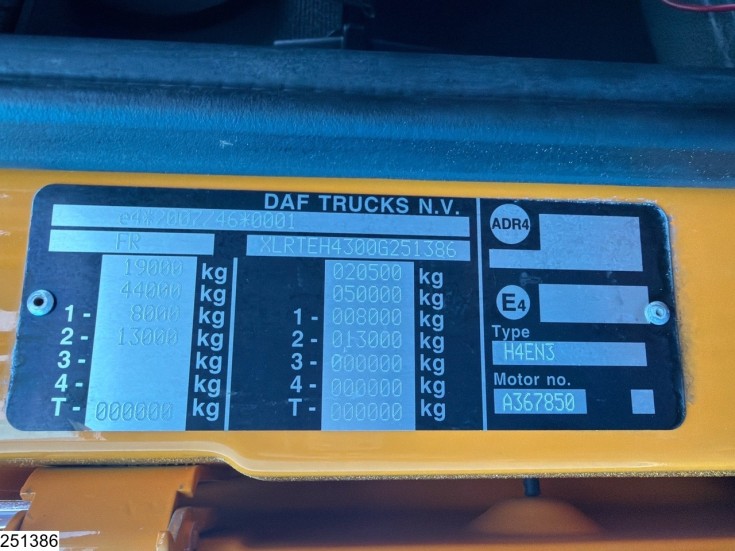 DAF TRUCKS N.V.
e4*2007/46*0001
FR XLRTEH4300G251386
19000 kg 020500 kg
44000 kg 050000 kg
1- 8000 kg 1- 008000 kg
2- 13000 kg 2- 013000 kg
3- kg 3- 000000 kg
4- kg 4- 000000 kg
T- 000000 kg T- 000000 kg
ADR4
E4
Type
H4EN3
Motor no.
A367850
251386